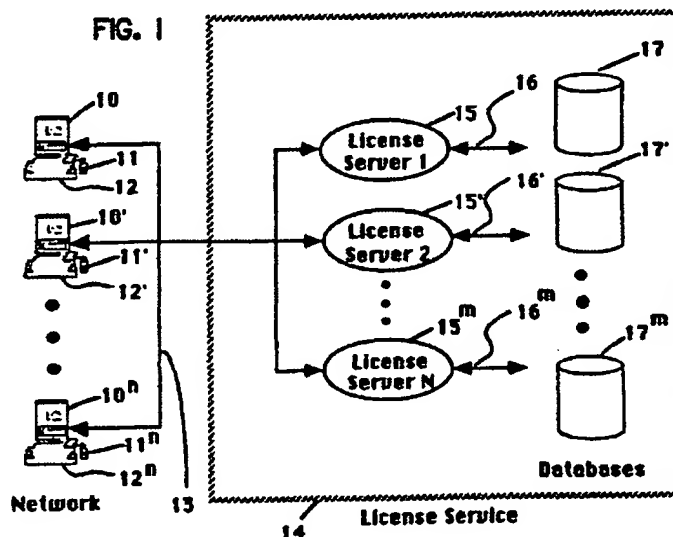 FIG. 1
10
11
12
10'
11'
12'
10ⁿ
11ⁿ
12ⁿ
Network
13
License
Server 1
15
16
17
License
Server 2
15'
16'
17'
License
Server N
15ᵐ
16ᵐ
17ᵐ
Databases
14
License Service